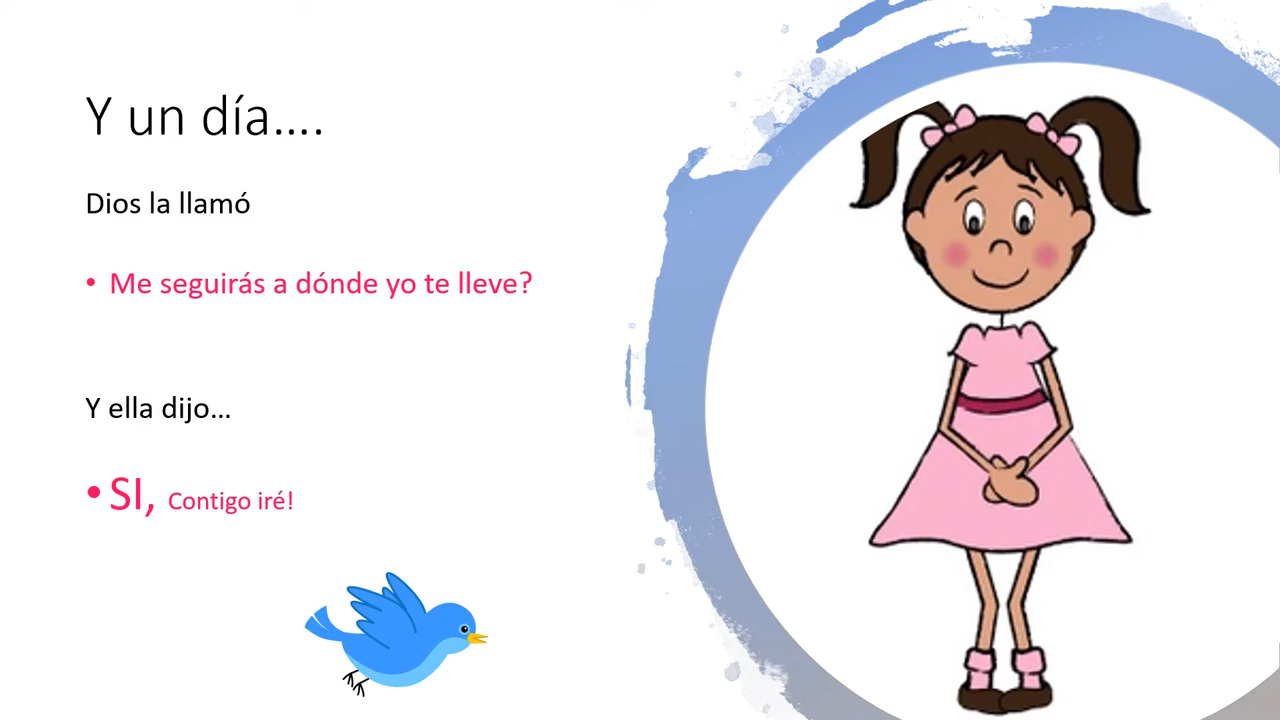 Y un día....
Dios la llamó
• Me seguirás a dónde yo te lleve?
Y ella dijo...
• SI, Contigo iré!